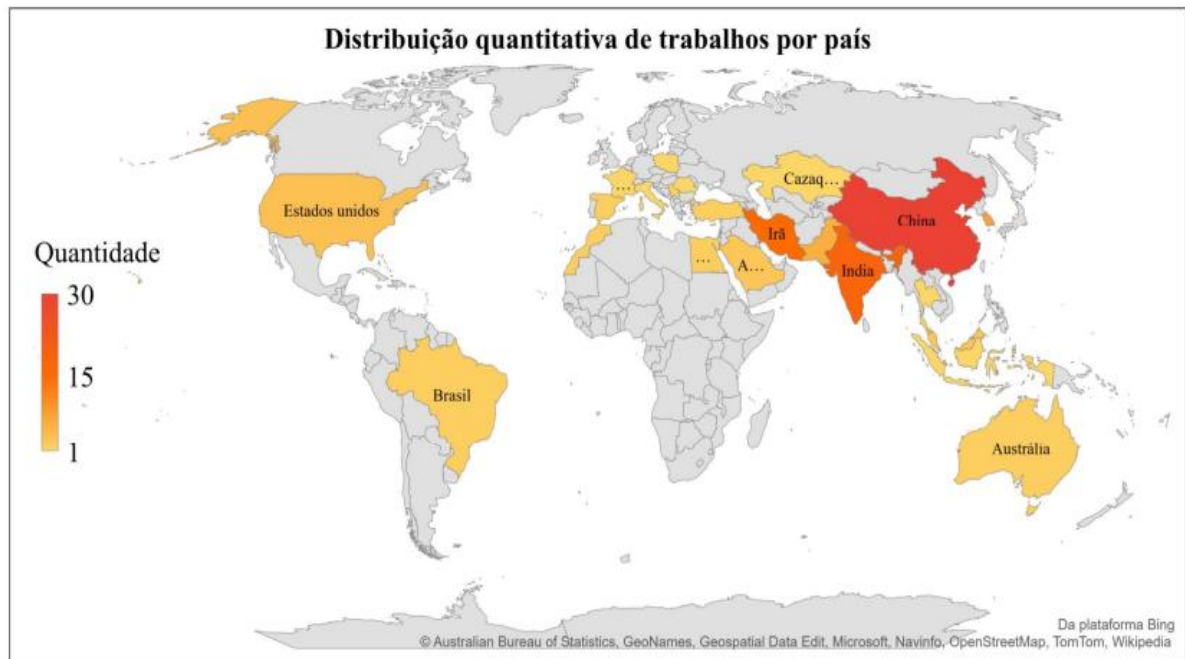 Distribuição quantitativa de trabalhos por país
Cazaq...
Estados unidos
China
Irã
Quantidade
...
...
A...
India
30
15
Brasil
1
Austrália
Da plataforma Bing
© Australian Bureau of Statistics, GeoNames, Geospatial Data Edit, Microsoft, Navinfo, OpenStreetMap, TomTom, Wikipedia